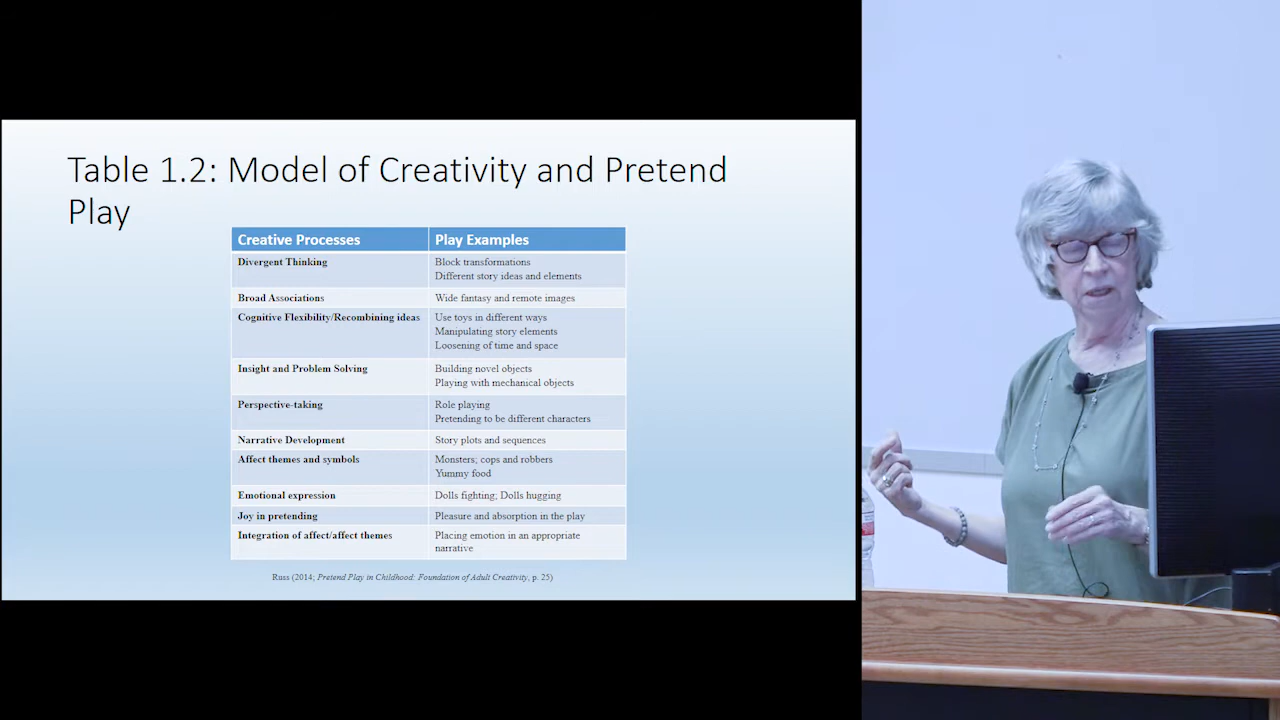 Table 1.2: Model of Creativity and Pretend
Play
Creative Processes
Play Examples
Divergent Thinking
Block transformations
Different story ideas and elements
Broad Associations
Wide fantasy and remote images
Cognitive Flexibility/Recombining ideas
Use toys in different ways
Manipulating story elements
Loosening of time and space
Insight and Problem Solving
Building novel objects
Playing with mechanical objects
Perspective-taking
Role playing
Pretending to be different characters
Narrative Development
Story plots and sequences
Affect themes and symbols
Monsters; cops and robbers
Yummy food
Emotional expression
Dolls fighting; Dolls hugging
Joy in pretending
Pleasure and absorption in the play
Integration of affect/affect themes
Placing emotion in an appropriate
narrative
Russ (2014; Pretend Play in Childhood: Foundation of Adult Creativity, p. 25)